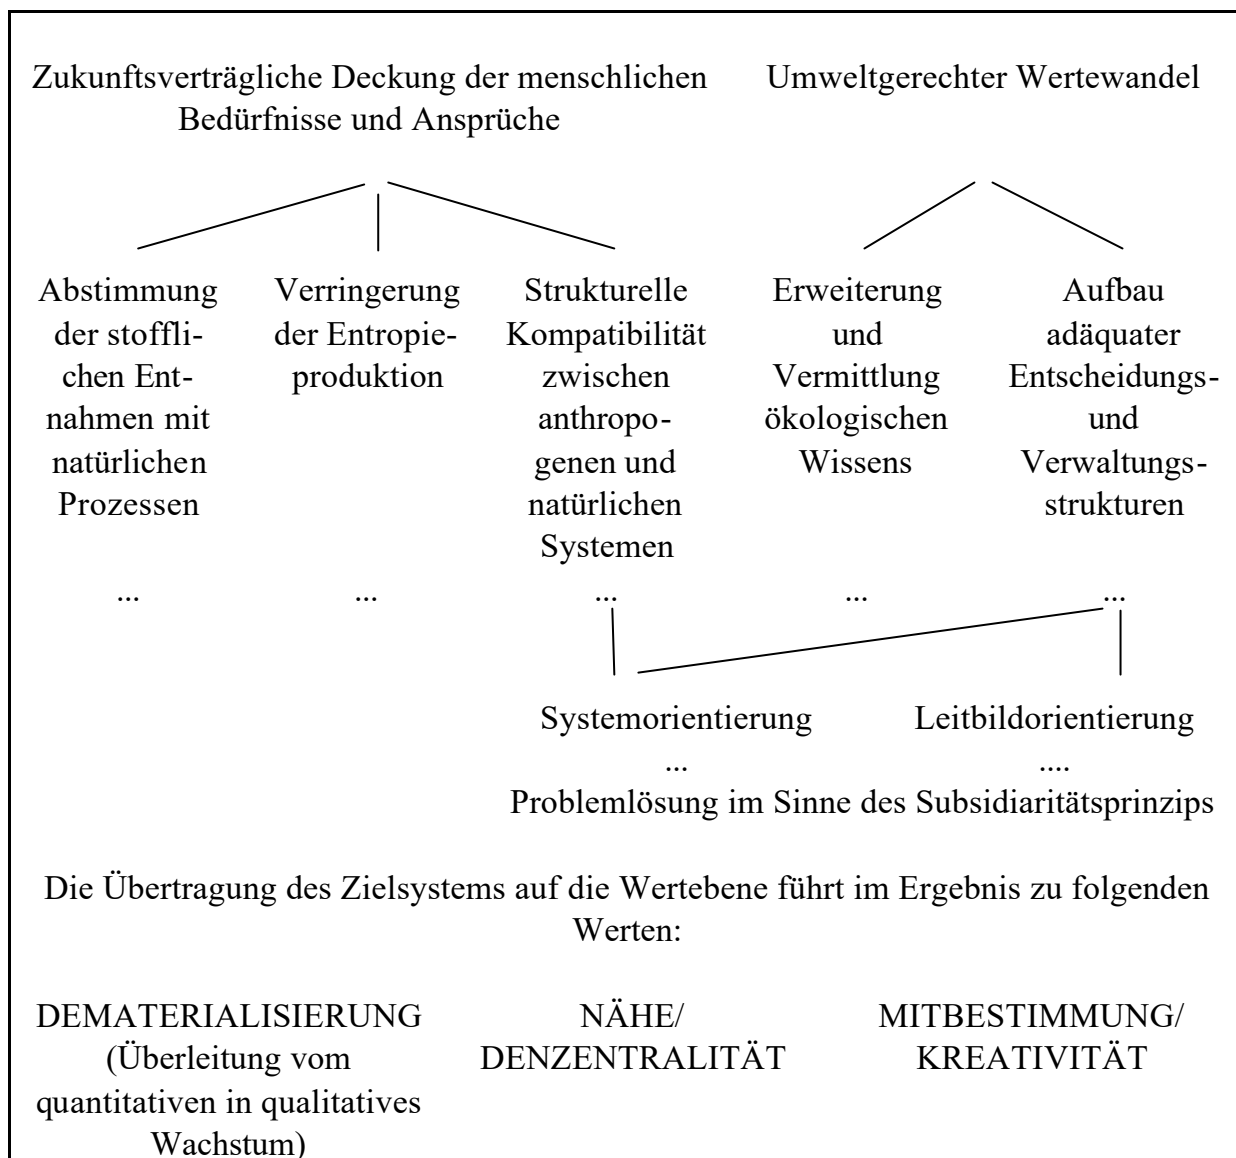 Zukunftsverträgliche Deckung der menschlichen
Bedürfnisse und Ansprüche
Umweltgerechter Wertewandel
Abstimmung
der stoffli-
chen Ent-
nahmen mit
natürlichen
Prozessen
...
Verringerung
der Entropie-
produktion
...
Strukturelle
Kompatibilität
zwischen
anthropo-
genen und
natürlichen
Systemen
...
Erweiterung
und
Vermittlung
ökologischen
Wissens
...
Aufbau
adäquater
Entscheidungs-
und
Verwaltungs-
strukturen
...
Systemorientierung
...
Leitbildorientierung
....
Problemlösung im Sinne des Subsidiaritätsprinzips
Die Übertragung des Zielsystems auf die Wertebene führt im Ergebnis zu folgenden
Werten:
DEMATERIALISIERUNG
(Überleitung vom
quantitativen in qualitatives
Wachstum)
NÄHE/
DENZENTRALITÄT
MITBESTIMMUNG/
KREATIVITÄT